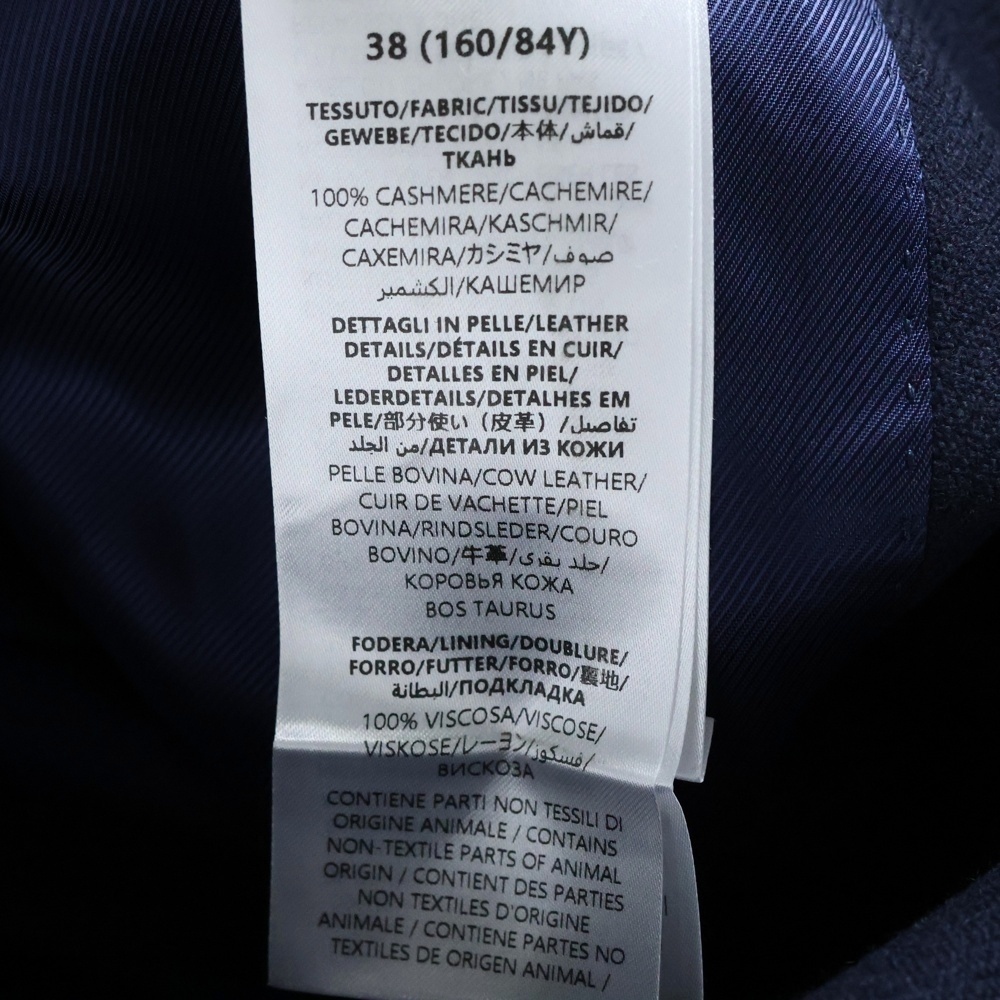 38 (160/84Y)
TESSUTO/FABRIC/TISSU/TEJIDO/
GEWEBE/TECIDO/本体/قماش/
ТКАНЬ
100% CASHMERE/CACHEMIRE/
CACHEMIRA/KASCHMIR/
CAXEMIRA/カシミヤ/صوف
الكشمير/КАШЕМИР
DETTAGLI IN PELLE/LEATHER
DETAILS/DÉTAILS EN CUIR/
DETALLES EN PIEL/
LEDERDETAILS/DETALHES EM
PELE/部分使い（皮革）/تفاصيل
من الجلد/ДЕТАЛИ ИЗ КОЖИ
PELLE BOVINA/COW LEATHER/
CUIR DE VACHETTE/PIEL
BOVINA/RINDSLEDER/COURO
BOVINO/牛革/جلد بقري/
КОРОВЬЯ КОЖА
BOS TAURUS
FODERA/LINING/DOUBLURE/
FORRO/FUTTER/FORRO/裏地/
البطانة/ПОДКЛАДКА
100% VISCOSA/VISCOSE/
VISKOSE/レーヨン/فسكوز/
ВИСКОЗА
CONTIENE PARTI NON TESSILI DI
ORIGINE ANIMALE / CONTAINS
NON-TEXTILE PARTS OF ANIMAL
ORIGIN / CONTIENT DES PARTIES
NON TEXTILES D'ORIGINE
ANIMALE / CONTIENE PARTES NO
TEXTILES DE ORIGEN ANIMAL /